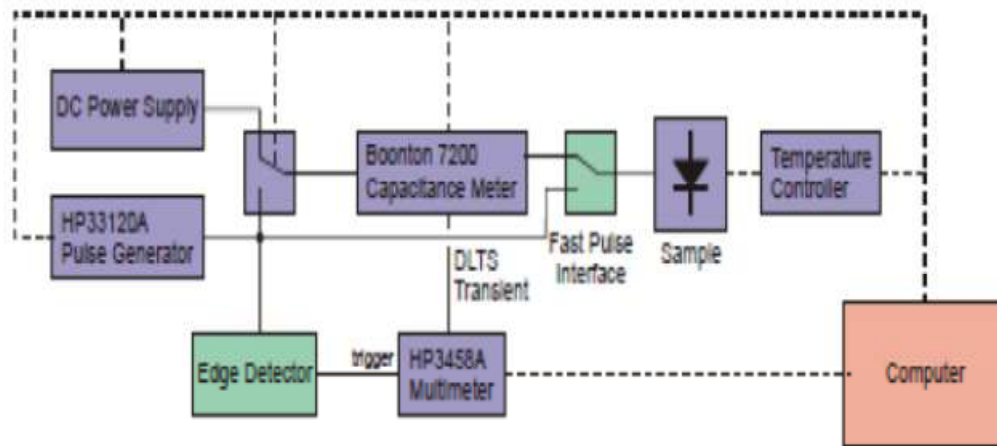 DC Power Supply
Boonton 7200
Capacitance Meter
Temperature
Controller
HP33120A
Pulse Generator
Fast Pulse
Interface
Sample
DLTS
Transient
Edge Detector
trigger
HP3458A
Multimeter
Computer